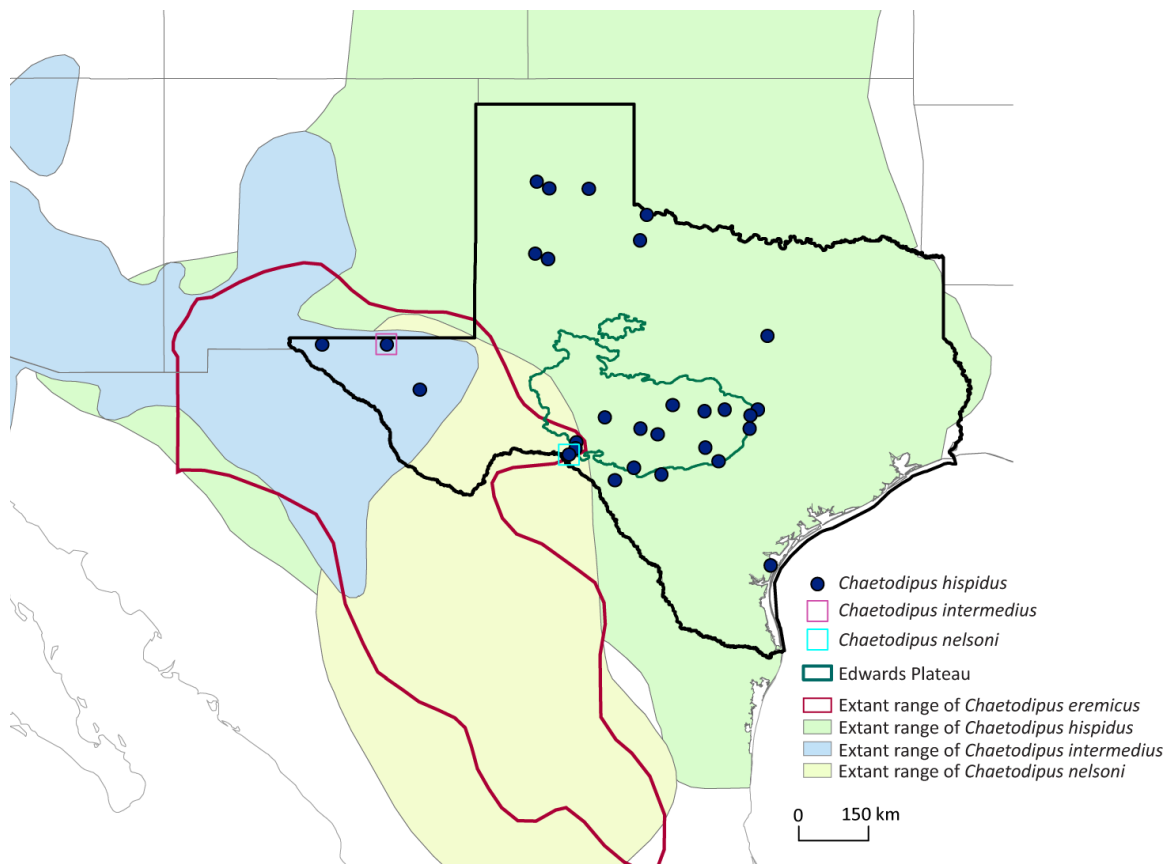 Chaetodipus hispidus
Chaetodipus intermedius
Chaetodipus nelsoni
Edwards Plateau
Extant range of Chaetodipus eremicus
Extant range of Chaetodipus hispidus
Extant range of Chaetodipus intermedius
Extant range of Chaetodipus nelsoni
0 150 km